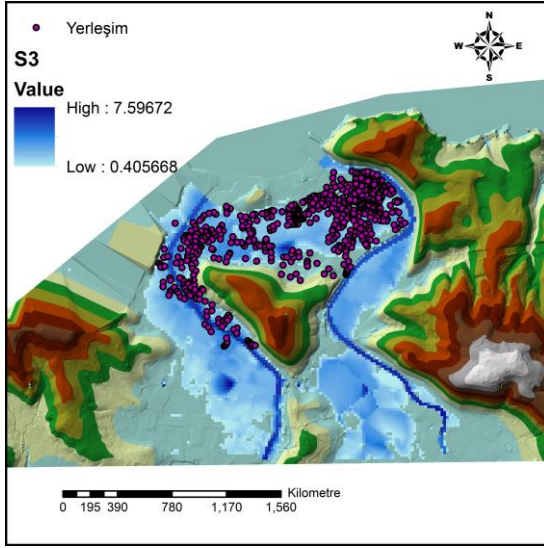 Yerleşim
S3
Value
High : 7.59672
Low : 0.405668
N
W E
S
Kilometre
0 195 390 780 1,170 1,560